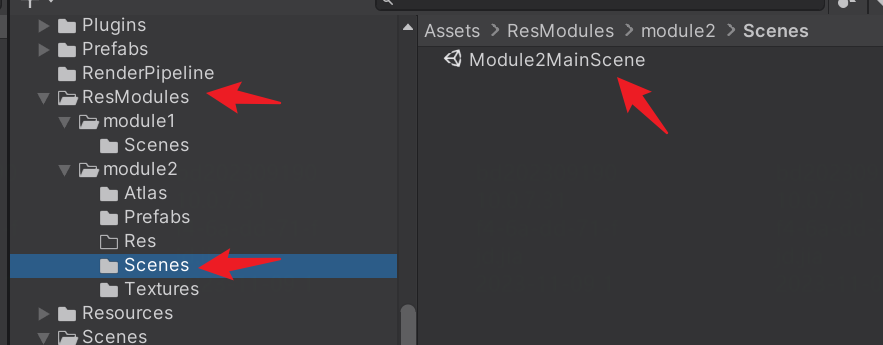 Plugins
Prefabs
RenderPipeline
ResModules
module1
Scenes
module2
Atlas
Prefabs
Res
Scenes
Textures
Resources
Scenes
Assets > ResModules > module2 > Scenes
Module2MainScene